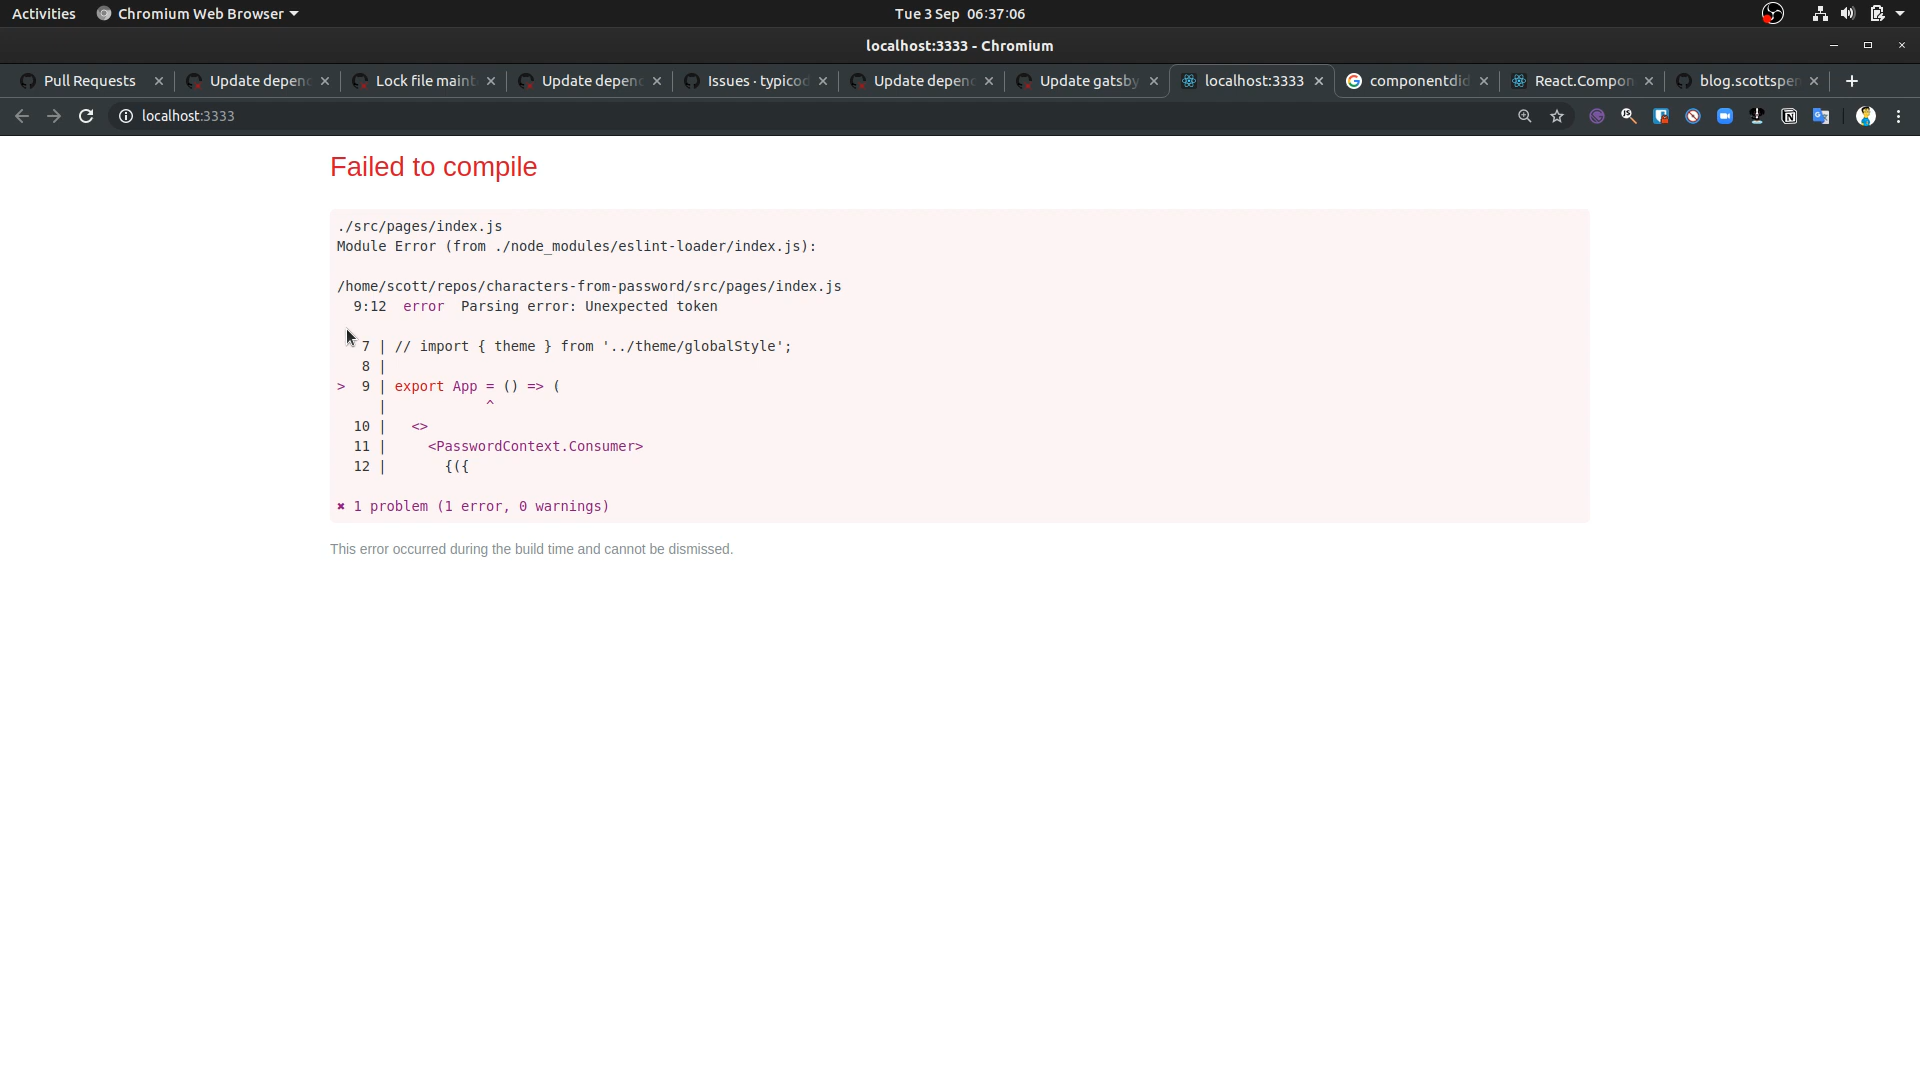 Activities Chromium Web Browser Tue 3 Sep 06:37:06
localhost:3333 - Chromium
Pull Requests Update depen Lock file maint Update depen Issues · typico Update depen Update gatsby localhost:3333 componentdid React.Compon blog.scottspe
localhost:3333
Failed to compile
./src/pages/index.js
Module Error (from ./node_modules/eslint-loader/index.js):
/home/scott/repos/characters-from-password/src/pages/index.js
9:12 error Parsing error: Unexpected token
7 | // import { theme } from '../theme/globalStyle';
8 |
> 9 | export App = () => (
| ^
10 | <>
11 | <PasswordContext.Consumer>
12 | {({
✖ 1 problem (1 error, 0 warnings)
This error occurred during the build time and cannot be dismissed.